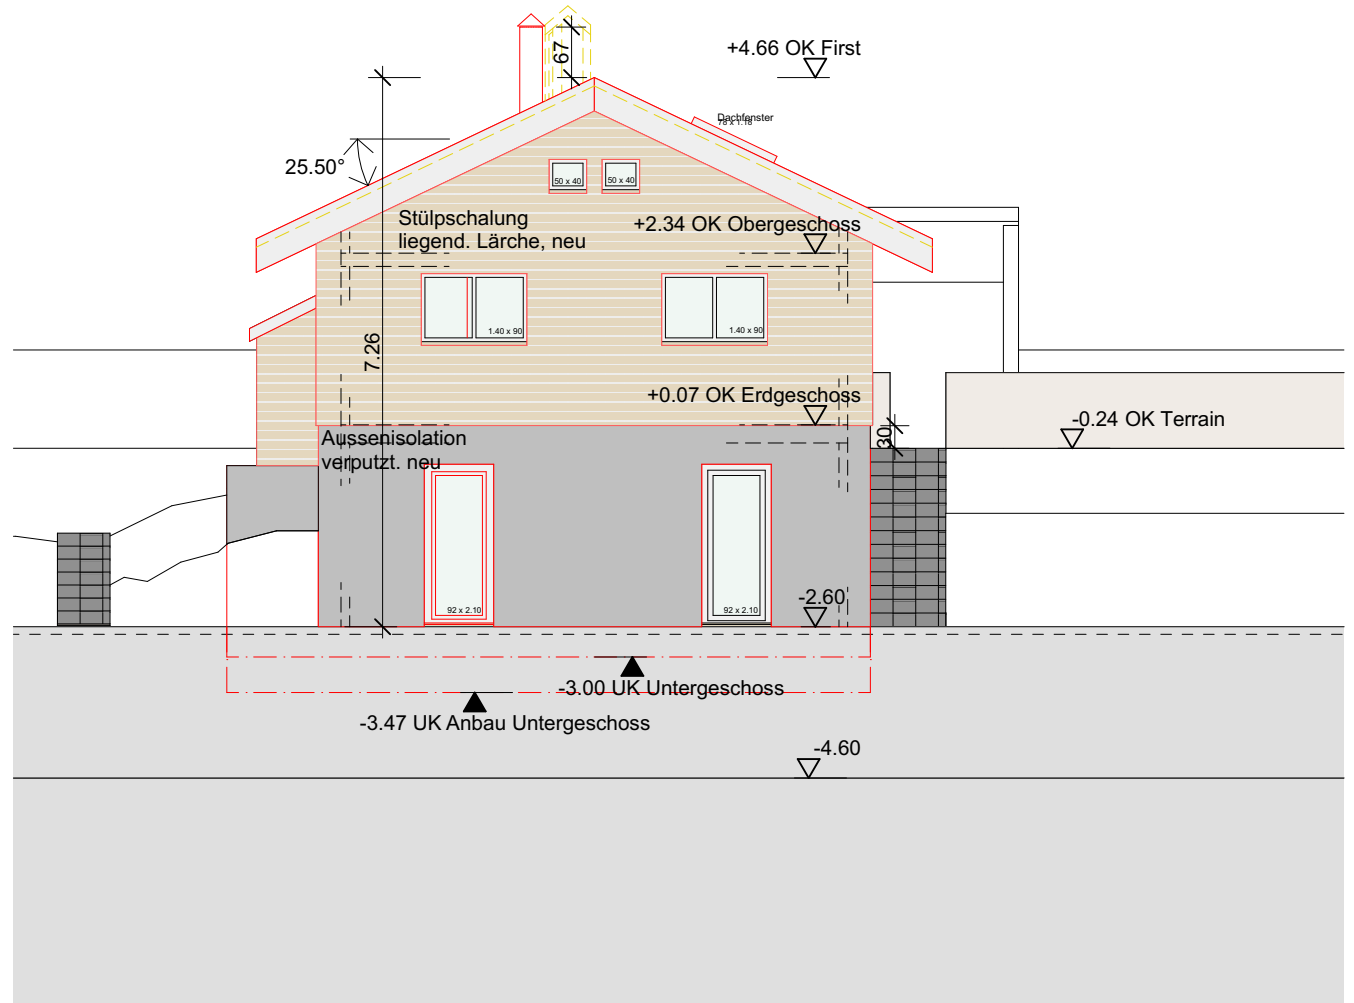 67
+4.66 OK First
Dachfenster
78 x 1.18
25.50°
50 x 40
50 x 40
Stülpschalung
liegend. Lärche, neu
+2.34 OK Obergeschoss
1.40 x 90
1.40 x 90
7.26
+0.07 OK Erdgeschoss
-0.24 OK Terrain
30
Aussenisolation
verputzt. neu
92 x 2.10
92 x 2.10
-2.60
-3.00 UK Untergeschoss
-3.47 UK Anbau Untergeschoss
-4.60